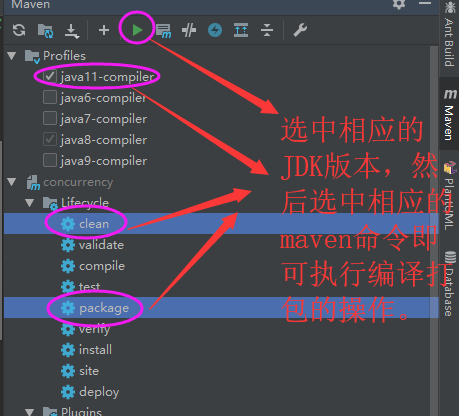 Maven
Profiles
java11-compiler
java6-compiler
java7-compiler
java8-compiler
java9-compiler
concurrency
Lifecycle
clean
validate
compile
test
package
verify
install
site
deploy
Plugins
选中相应的
JDK版本，然
后选中相应的
maven命令即
可执行编译打
包的操作。
Ant Build
Maven
PlantUML
Database